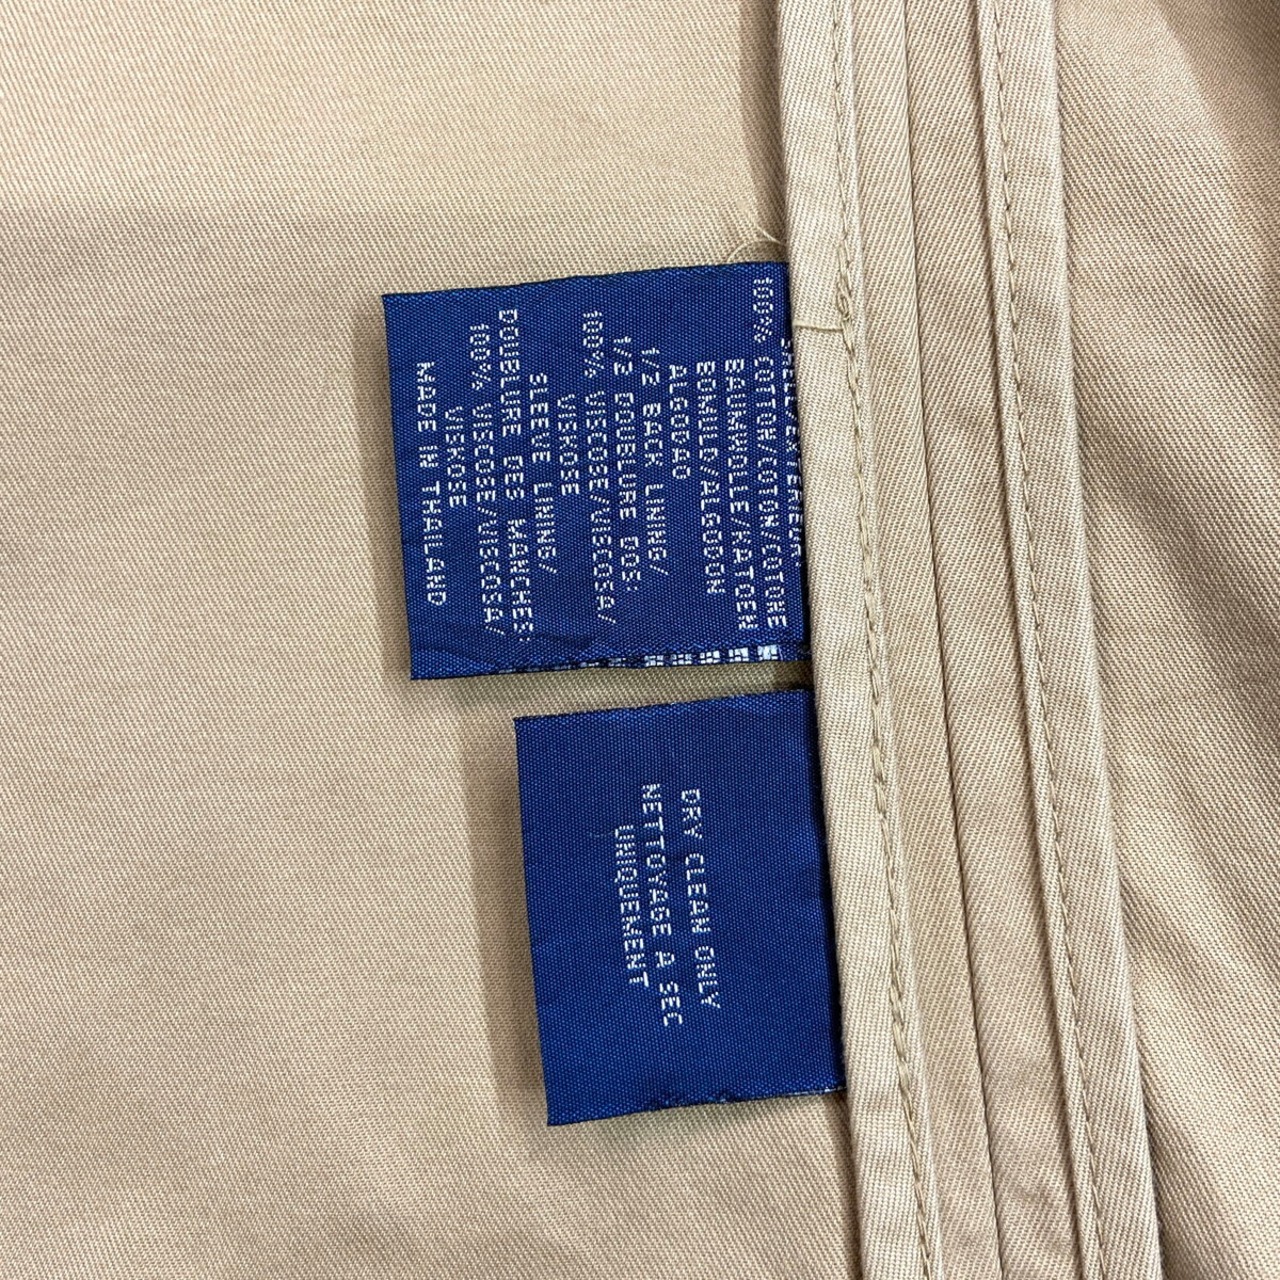 SHELL/EXTERIEUR:
100% COTTON/COTON/COTONE
BAUMWOLLE/KATOEN
BOMULD/ALGODON
ALGODAO
1/2 BACK LINING/
1/2 DOUBLURE DOS:
100% VISCOSE/VISCOSA/
VISKOSE
SLEEVE LINING/
DOUBLURE DES MANCHES:
100% VISCOSE/VISCOSA/
VISKOSE
MADE IN THAILAND
DRY CLEAN ONLY
NETTOYAGE A SEC
UNIQUEMENT